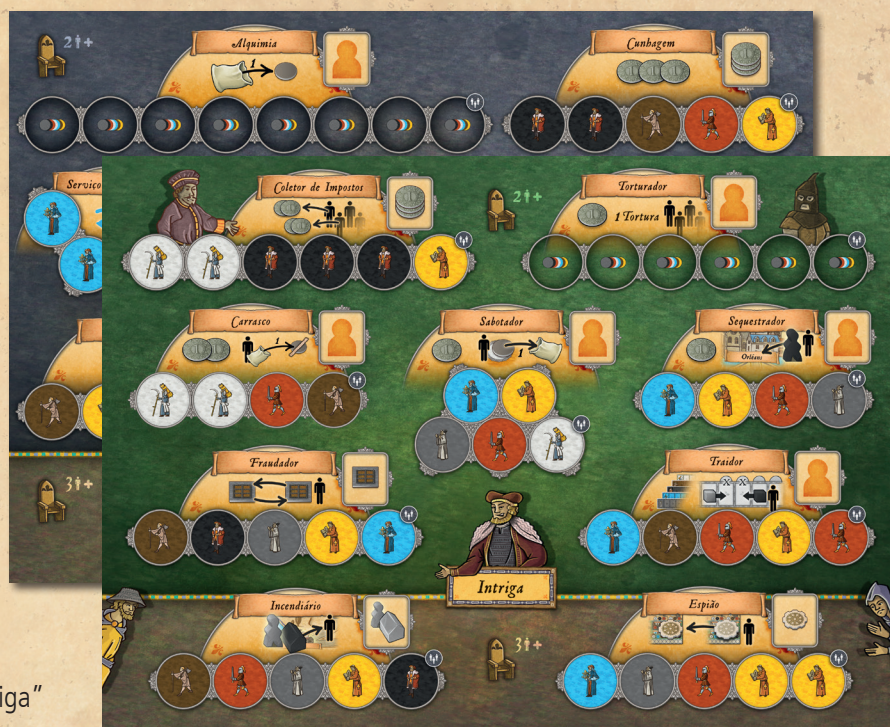 2+
Alquimia
1
Cunhagem
Serviço
Coletor de Impostos
2+
Torturador
1 Tortura
Carrasco
1
Sabotador
1
Sequestrador
Orléans
Fraudador
Traidor
X X
3+
Intriga
Incendiário
Espião
3+
iga"